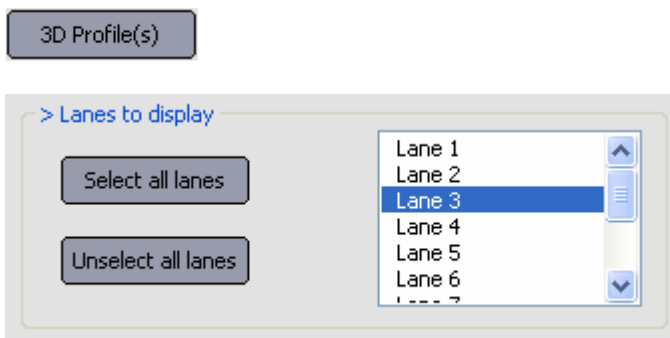 3D Profile(s)
> Lanes to display
Select all lanes
Unselect all lanes
Lane 1
Lane 2
Lane 3
Lane 4
Lane 5
Lane 6